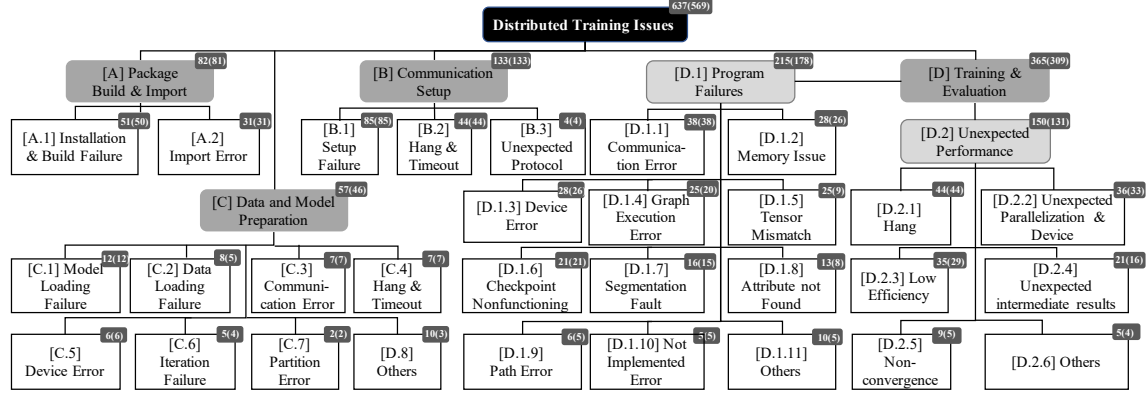 637(569)
Distributed Training Issues
82(81)
[A] Package
Build & Import
133(133)
[B] Communication
Setup
215(178)
[D.1] Program
Failures
365(309)
[D] Training &
Evaluation
51(50)
[A.1] Installation
& Build Failure
31(31)
[A.2]
Import Error
85(85)
[B.1]
Setup
Failure
44(44)
[B.2]
Hang &
Timeout
4(4)
[B.3]
Unexpected
Protocol
38(38)
[D.1.1]
Communica-
tion Error
28(26)
[D.1.2]
Memory Issue
150(131)
[D.2] Unexpected
Performance
57(46)
[C] Data and Model
Preparation
28(26
[D.1.3] Device
Error
25(20)
[D.1.4] Graph
Execution
Error
25(9)
[D.1.5]
Tensor
Mismatch
44(44)
[D.2.1]
Hang
36(33)
[D.2.2] Unexpected
Parallelization &
Device
12(12
[C.1] Model
Loading
Failure
8(5)
[C.2] Data
Loading
Failure
7(7)
[C.3]
Communi-
cation Error
7(7)
[C.4]
Hang &
Timeout
21(21)
[D.1.6]
Checkpoint
Nonfunctioning
16(15)
[D.1.7]
Segmentation
Fault
13(8)
[D.1.8]
Attribute not
Found
35(29)
[D.2.3] Low
Efficiency
21(16)
[D.2.4]
Unexpected
intermediate results
6(6)
[C.5]
Device Error
5(4)
[C.6]
Iteration
Failure
2(2)
[C.7]
Partition
Error
10(3)
[D.8]
Others
6(5)
[D.1.9]
Path Error
5(5)
[D.1.10] Not
Implemented
Error
10(5)
[D.1.11]
Others
9(5)
[D.2.5]
Non-
convergence
5(4)
[D.2.6] Others